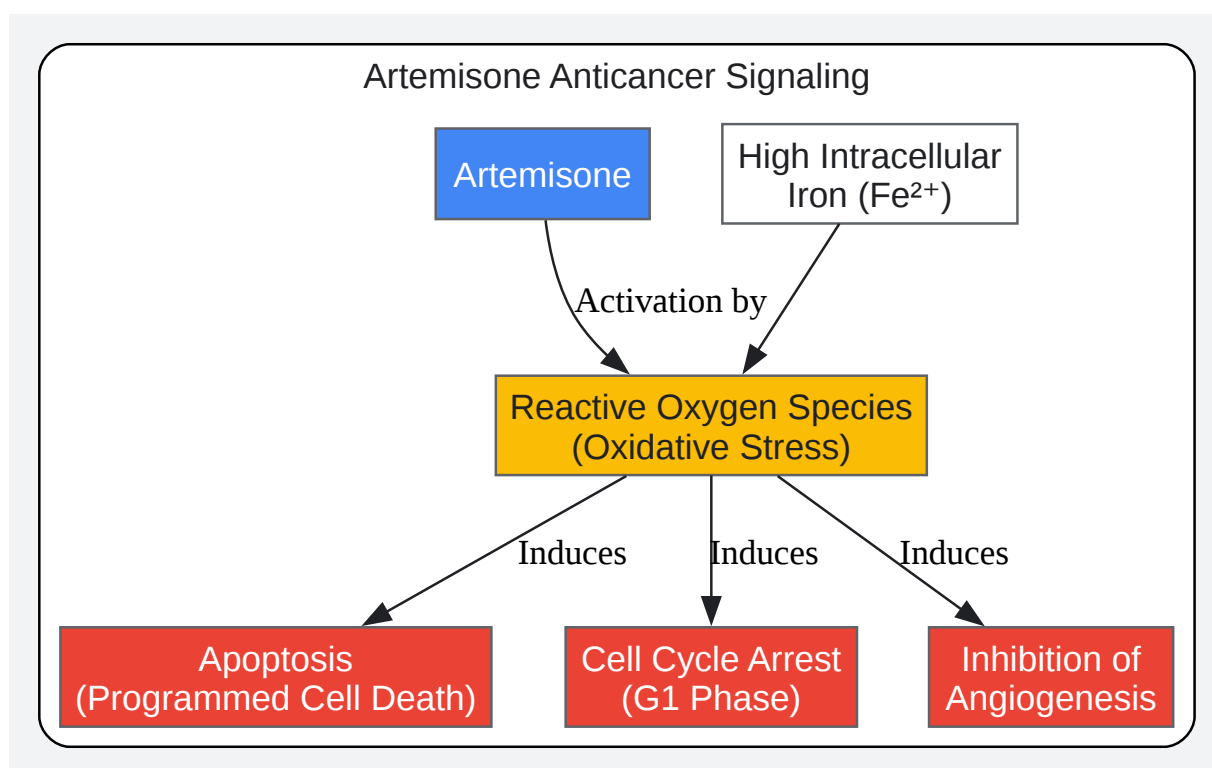 Artemisone Anticancer Signaling
Artemisone
High Intracellular
Iron (Fe²⁺)
Activation by
Reactive Oxygen Species
(Oxidative Stress)
Induces
Induces
Induces
Apoptosis
(Programmed Cell Death)
Cell Cycle Arrest
(G1 Phase)
Inhibition of
Angiogenesis